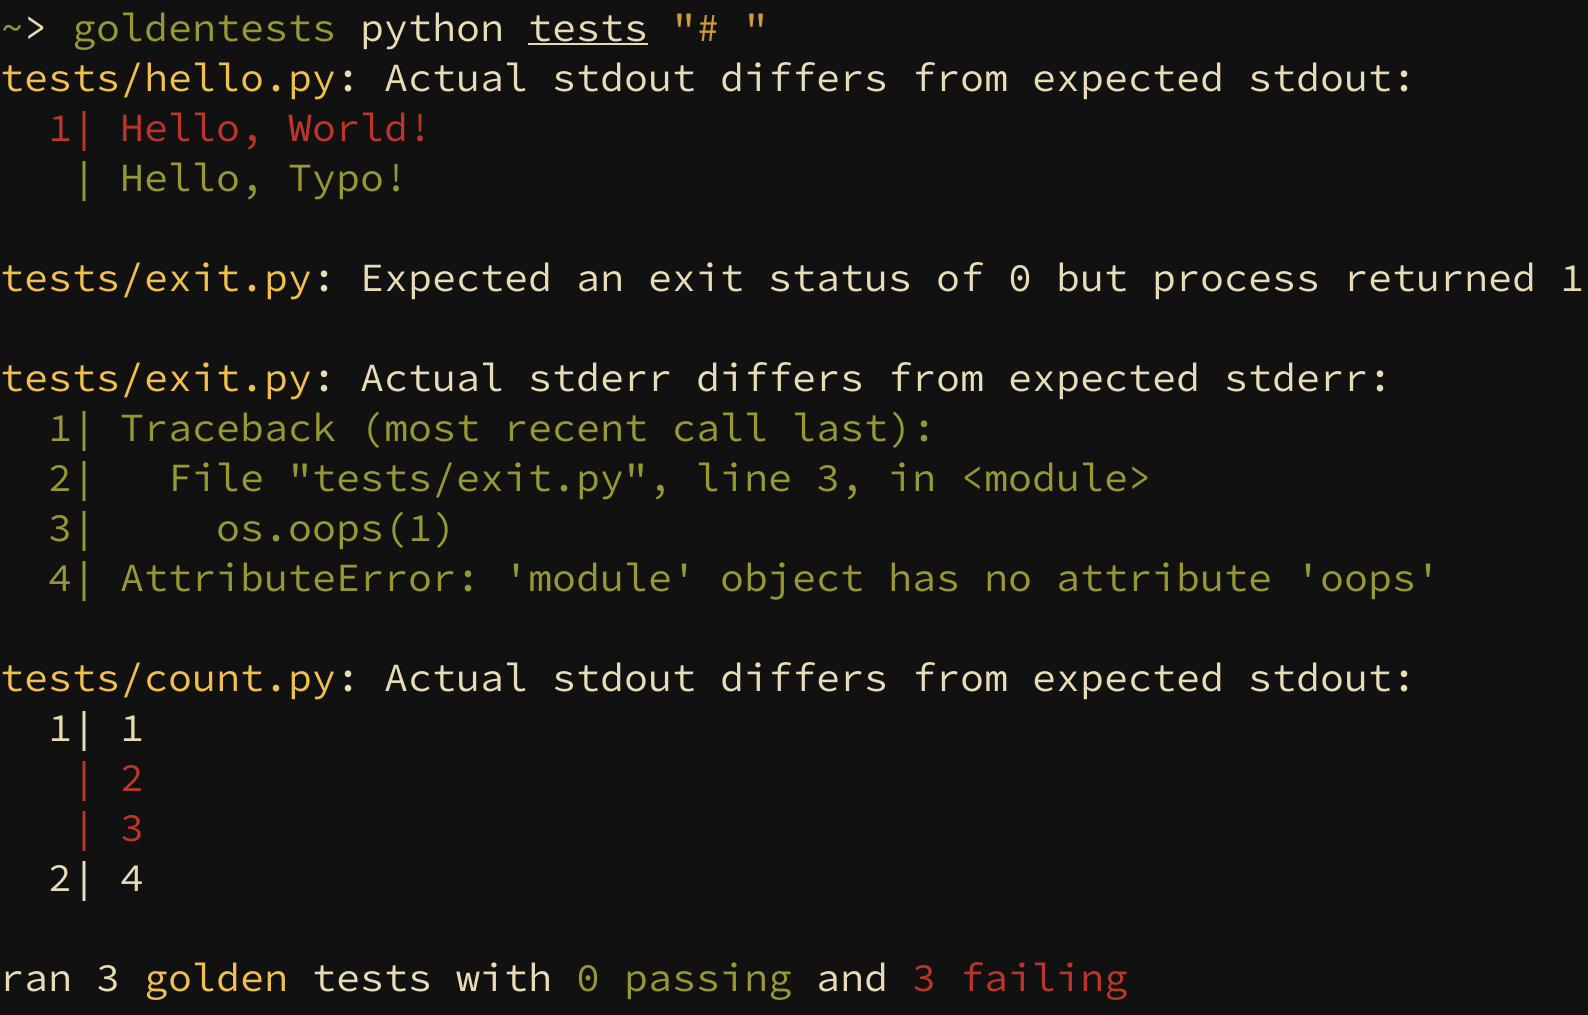 ~> goldentests python tests "# "
tests/hello.py: Actual stdout differs from expected stdout:
  1| Hello, World!
   | Hello, Typo!

tests/exit.py: Expected an exit status of 0 but process returned 1

tests/exit.py: Actual stderr differs from expected stderr:
  1| Traceback (most recent call last):
  2|   File "tests/exit.py", line 3, in <module>
  3|     os.oops(1)
  4| AttributeError: 'module' object has no attribute 'oops'

tests/count.py: Actual stdout differs from expected stdout:
  1| 1
   | 2
   | 3
  2| 4

ran 3 golden tests with 0 passing and 3 failing